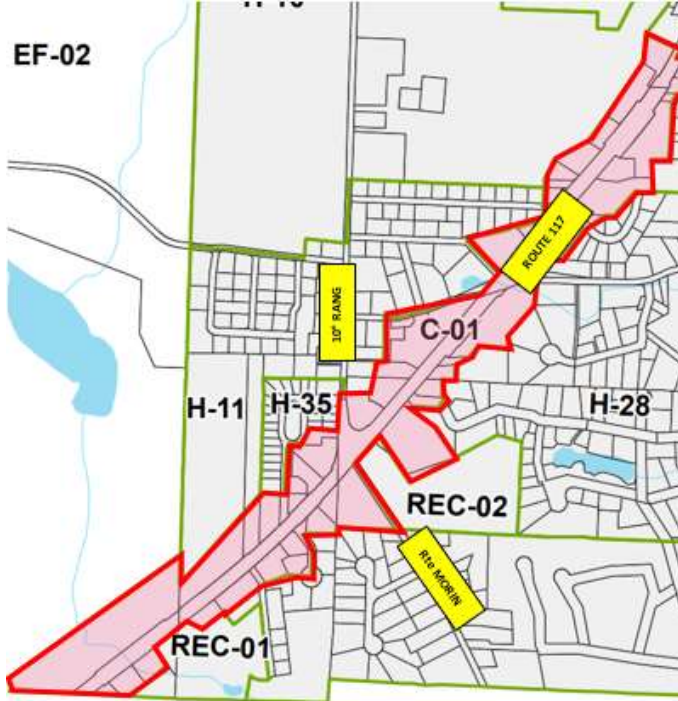 EF-02
ROUTE 117
10ᵉ RANG
C-01
H-11
H-35
H-28
REC-02
Rte MORIN
REC-01